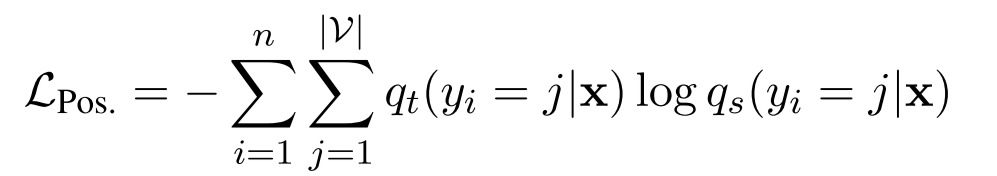 $\mathcal{L}_{\text{Pos.}} = -\sum_{i=1}^{n} \sum_{j=1}^{|\mathcal{V}|} q_t(y_i = j|\mathbf{x}) \log q_s(y_i = j|\mathbf{x})$